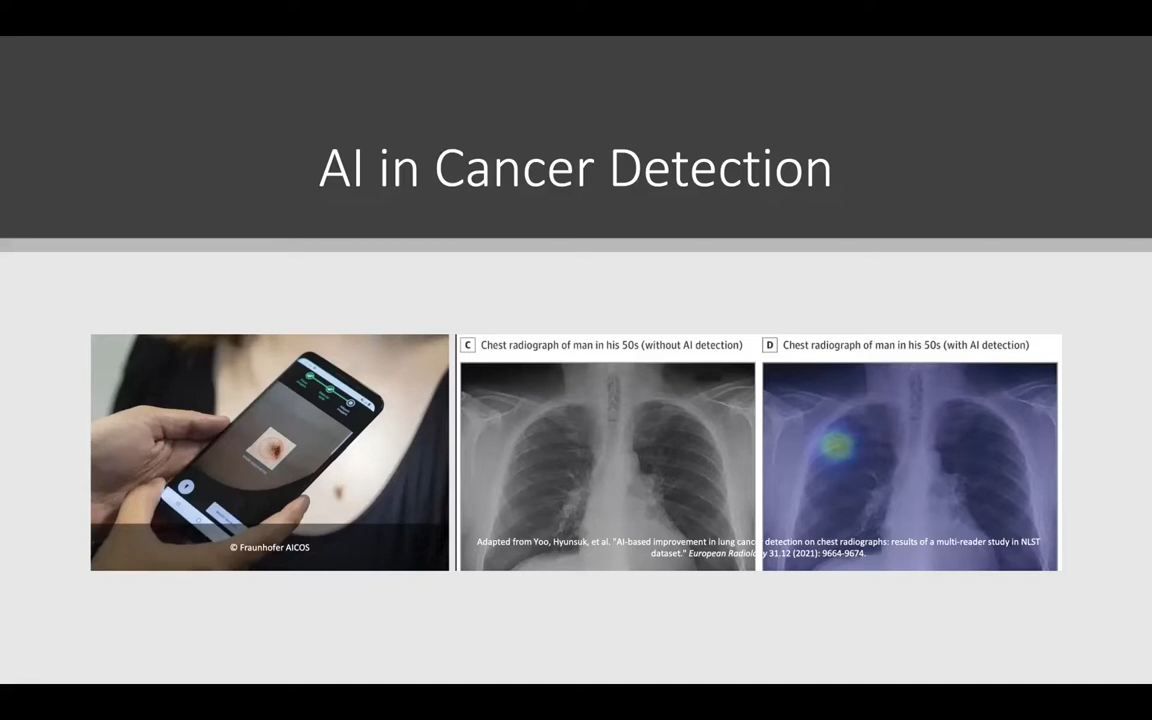 AI in Cancer Detection
C Chest radiograph of man in his 50s (without AI detection)
D Chest radiograph of man in his 50s (with AI detection)
© Fraunhofer AICOS
Adapted from Yoo, Hyunsuk, et al. "AI-based improvement in lung cancer detection on chest radiographs: results of a multi-reader study in NLST
dataset." European Radiology 31.12 (2021): 9664-9674.